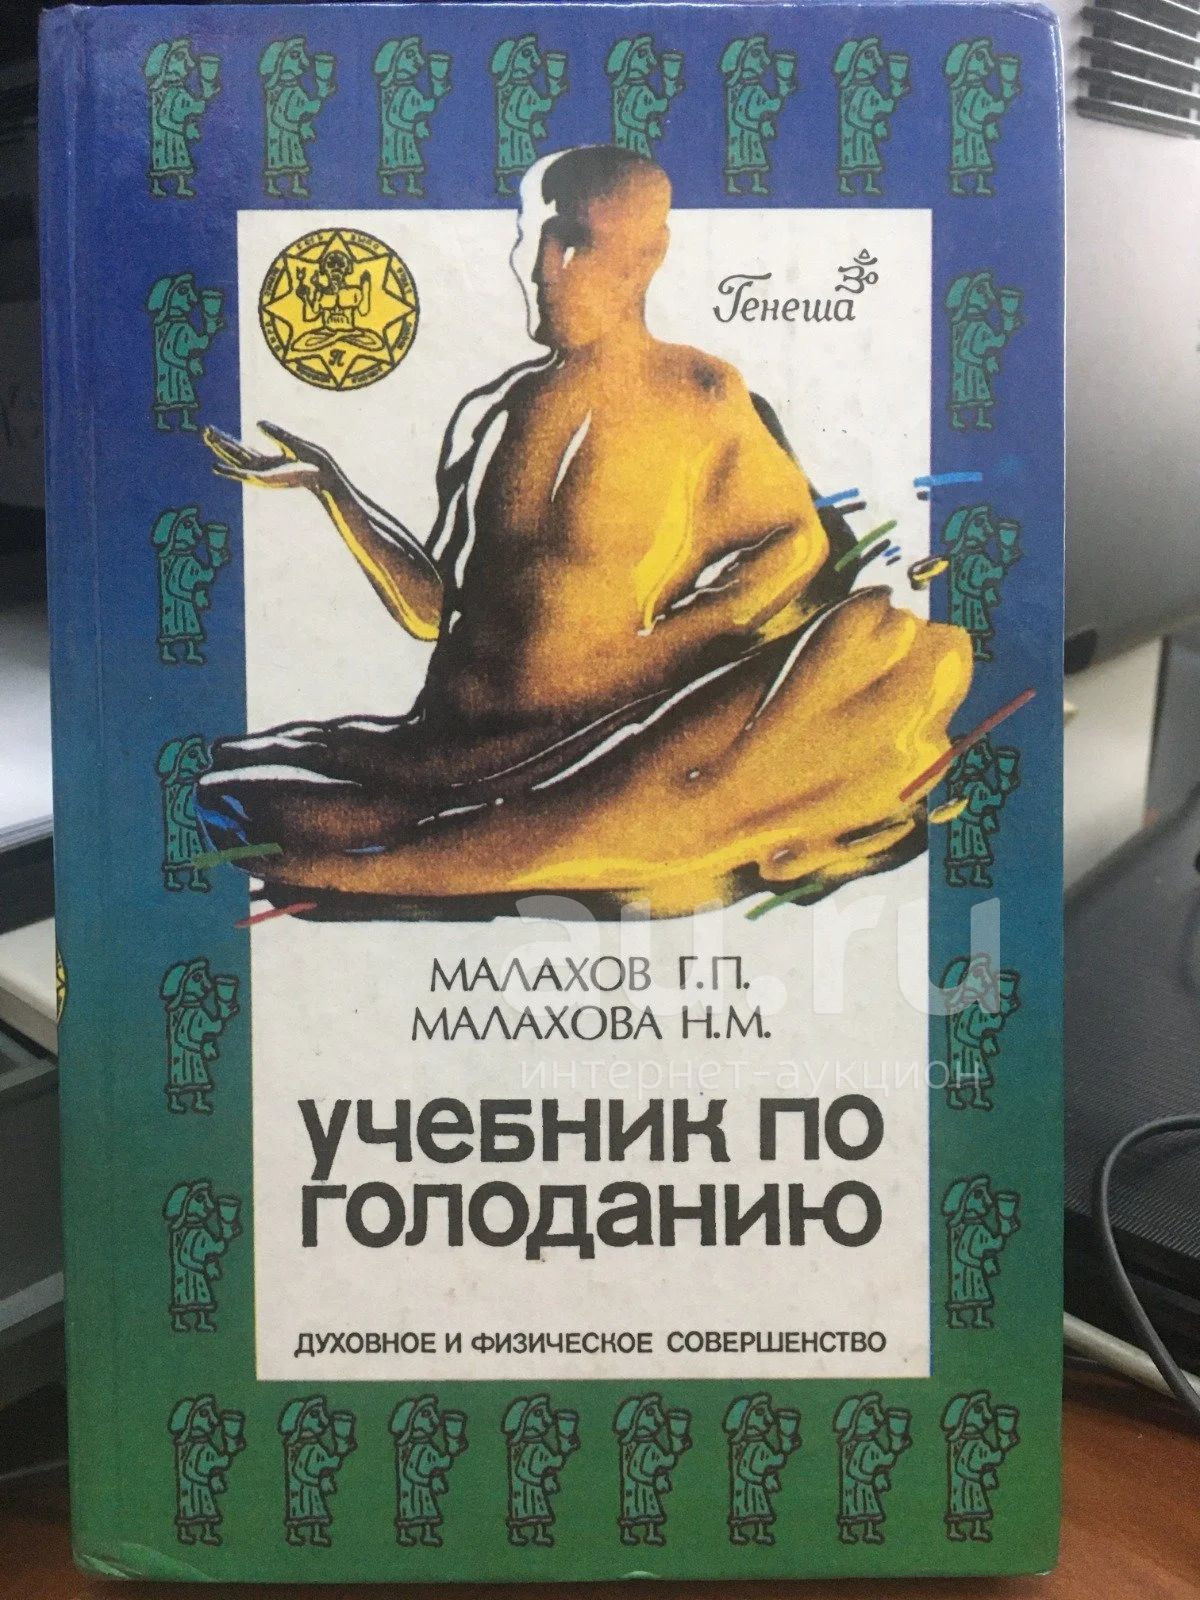 Генеша
МАЛАХОВ Г.П.
МАЛАХОВА Н.М.
au.ru
интернет-аукцион
УЧЕБНИК ПО
ГОЛОДАНИЮ
ДУХОВНОЕ И ФИЗИЧЕСКОЕ СОВЕРШЕНСТВО